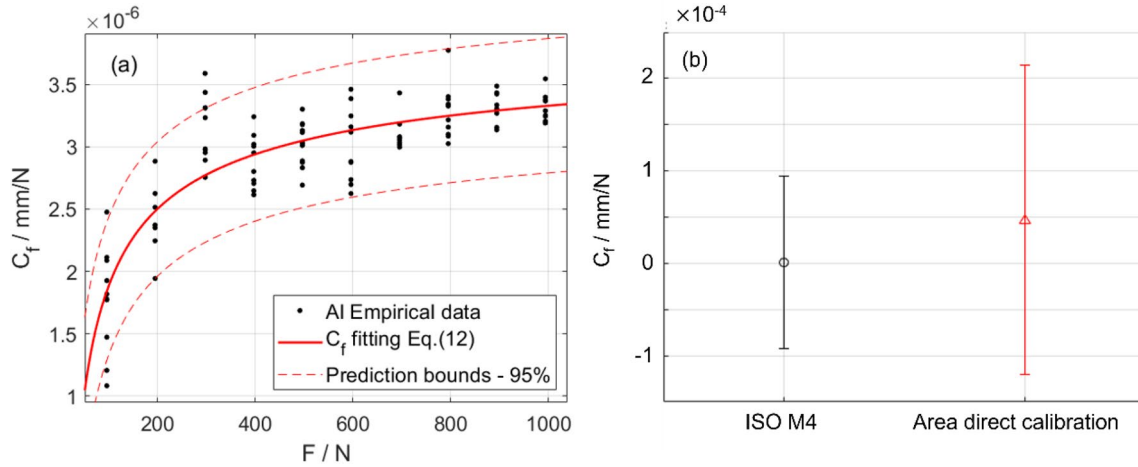 ×10⁻⁶
(a)
3.5
3
2.5
2
1.5
1
C_f / mm/N
200
400
600
800
1000
F / N
Al Empirical data
C_f fitting Eq.(12)
Prediction bounds - 95%
×10⁻⁴
(b)
2
1
0
-1
C_f / mm/N
ISO M4
Area direct calibration